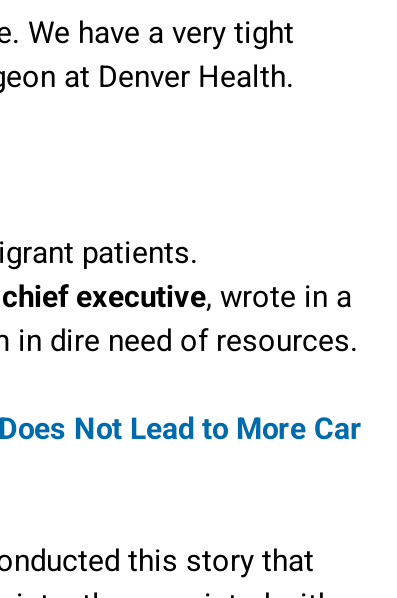 e. We have a very tight
geon at Denver Health.
igrant patients.
chief executive, wrote in a
n in dire need of resources.
Does Not Lead to More Car
onducted this story that